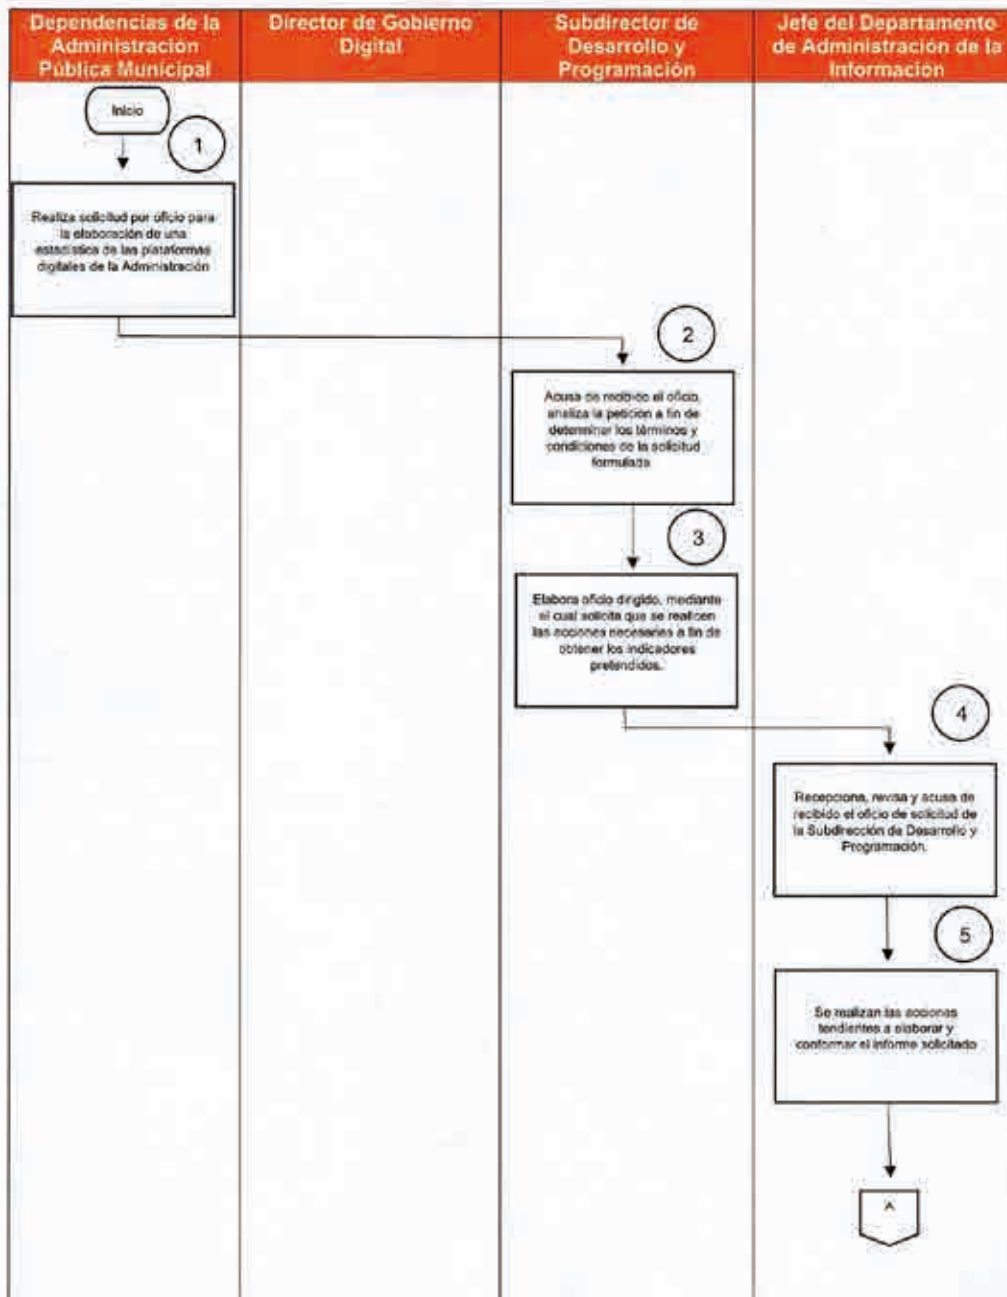 Dependencias de la
Administración
Pública Municipal
Director de Gobierno
Digital
Subdirector de
Desarrollo y
Programación
Jefe del Departamento
de Administración de la
Información
Inicio
1
Realiza solicitud por oficio para
la elaboración de una
estadística de las plataformas
digitales de la Administración
2
Acusa de recibido el oficio,
analiza la petición a fin de
determinar los términos y
condiciones de la solicitud
formulada
3
Elabora oficio dirigido, mediante
el cual solicita que se realicen
las acciones necesarias a fin de
obtener los indicadores
pretendidos.
4
Recepciona, revisa y acusa de
recibido el oficio de solicitud de
la Subdirección de Desarrollo y
Programación.
5
Se realizan las acciones
tendientes a elaborar y
conformar el informe solicitado
A